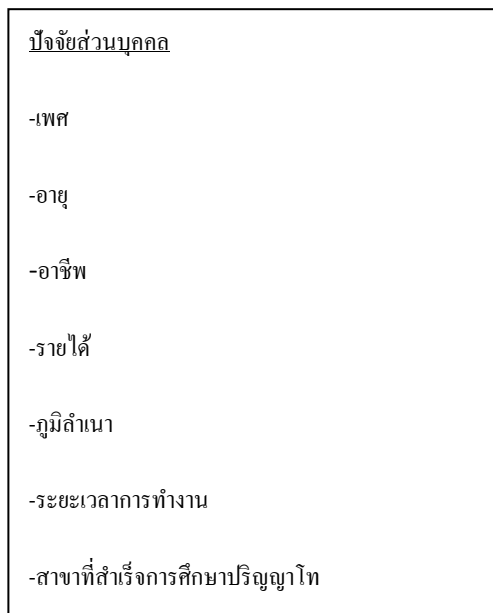 ปัจจัยส่วนบุคคล
-เพศ
-อายุ
-อาชีพ
-รายได้
-ภูมิลำเนา
-ระยะเวลาการทำงาน
-สาขาที่สำเร็จการศึกษาปริญญาโท